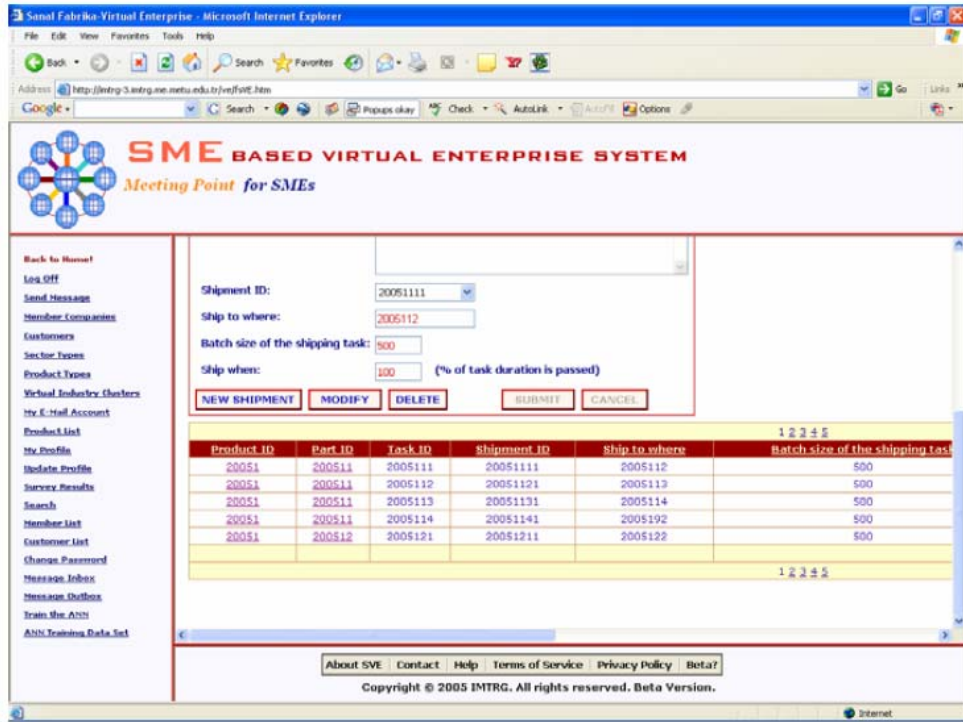 Sanal Fabrika-Virtual Enterprise - Microsoft Internet Explorer
File Edit View Favorites Tools Help
Back Search Favorites
Address http://imtrg-3.imtrg.me.metu.edu.tr/ve/fsVE.htm Go Links
Google Search Popups okay Check AutoLink AutoFill Options
SME BASED VIRTUAL ENTERPRISE SYSTEM
Meeting Point for SMEs
Back to Home!
Log Off
Send Message
Member Companies
Customers
Sector Types
Product Types
Virtual Industry Clusters
My E-Mail Account
Product List
My Profile
Update Profile
Survey Results
Search
Member List
Customer List
Change Password
Message Inbox
Message Outbox
Train the ANN
ANN Training Data Set
Shipment ID: 20051111
Ship to where: 2005112
Batch size of the shipping task: 500
Ship when: 100 (% of task duration is passed)
NEW SHIPMENT MODIFY DELETE SUBMIT CANCEL
1 2 3 4 5
Product ID Part ID Task ID Shipment ID Ship to where Batch size of the shipping task
20051 200511 2005111 20051111 2005112 500
20051 200511 2005112 20051121 2005113 500
20051 200511 2005113 20051131 2005114 500
20051 200511 2005114 20051141 2005192 500
20051 200512 2005121 20051211 2005122 500
1 2 3 4 5
About SVE Contact Help Terms of Service Privacy Policy Beta?
Copyright © 2005 IMTRG. All rights reserved. Beta Version.
Internet